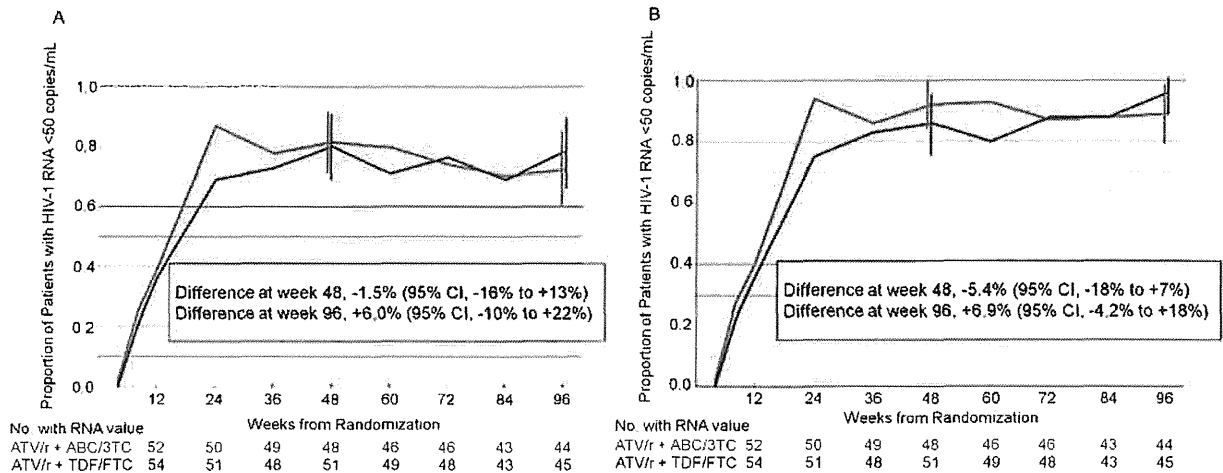 A
Proportion of Patients with HIV-1 RNA <50 copies/mL
1.0
0.8
0.6
0.4
0.2
0.0
12 24 36 48 60 72 84 96
Weeks from Randomization
Difference at week 48, -1.5% (95% CI, -16% to +13%)
Difference at week 96, +6.0% (95% CI, -10% to +22%)
No. with RNA value
ATV/r + ABC/3TC 52 50 49 48 46 46 43 44
ATV/r + TDF/FTC 54 51 48 51 49 48 43 45
B
Proportion of Patients with HIV-1 RNA <50 copies/mL
1.0
0.8
0.6
0.4
0.2
0.0
12 24 36 48 60 72 84 96
Weeks from Randomization
Difference at week 48, -5.4% (95% CI, -18% to +7%)
Difference at week 96, +6.9% (95% CI, -4.2% to +18%)
No. with RNA value
ATV/r + ABC/3TC 52 50 49 48 46 46 43 44
ATV/r + TDF/FTC 54 51 48 51 49 48 43 45